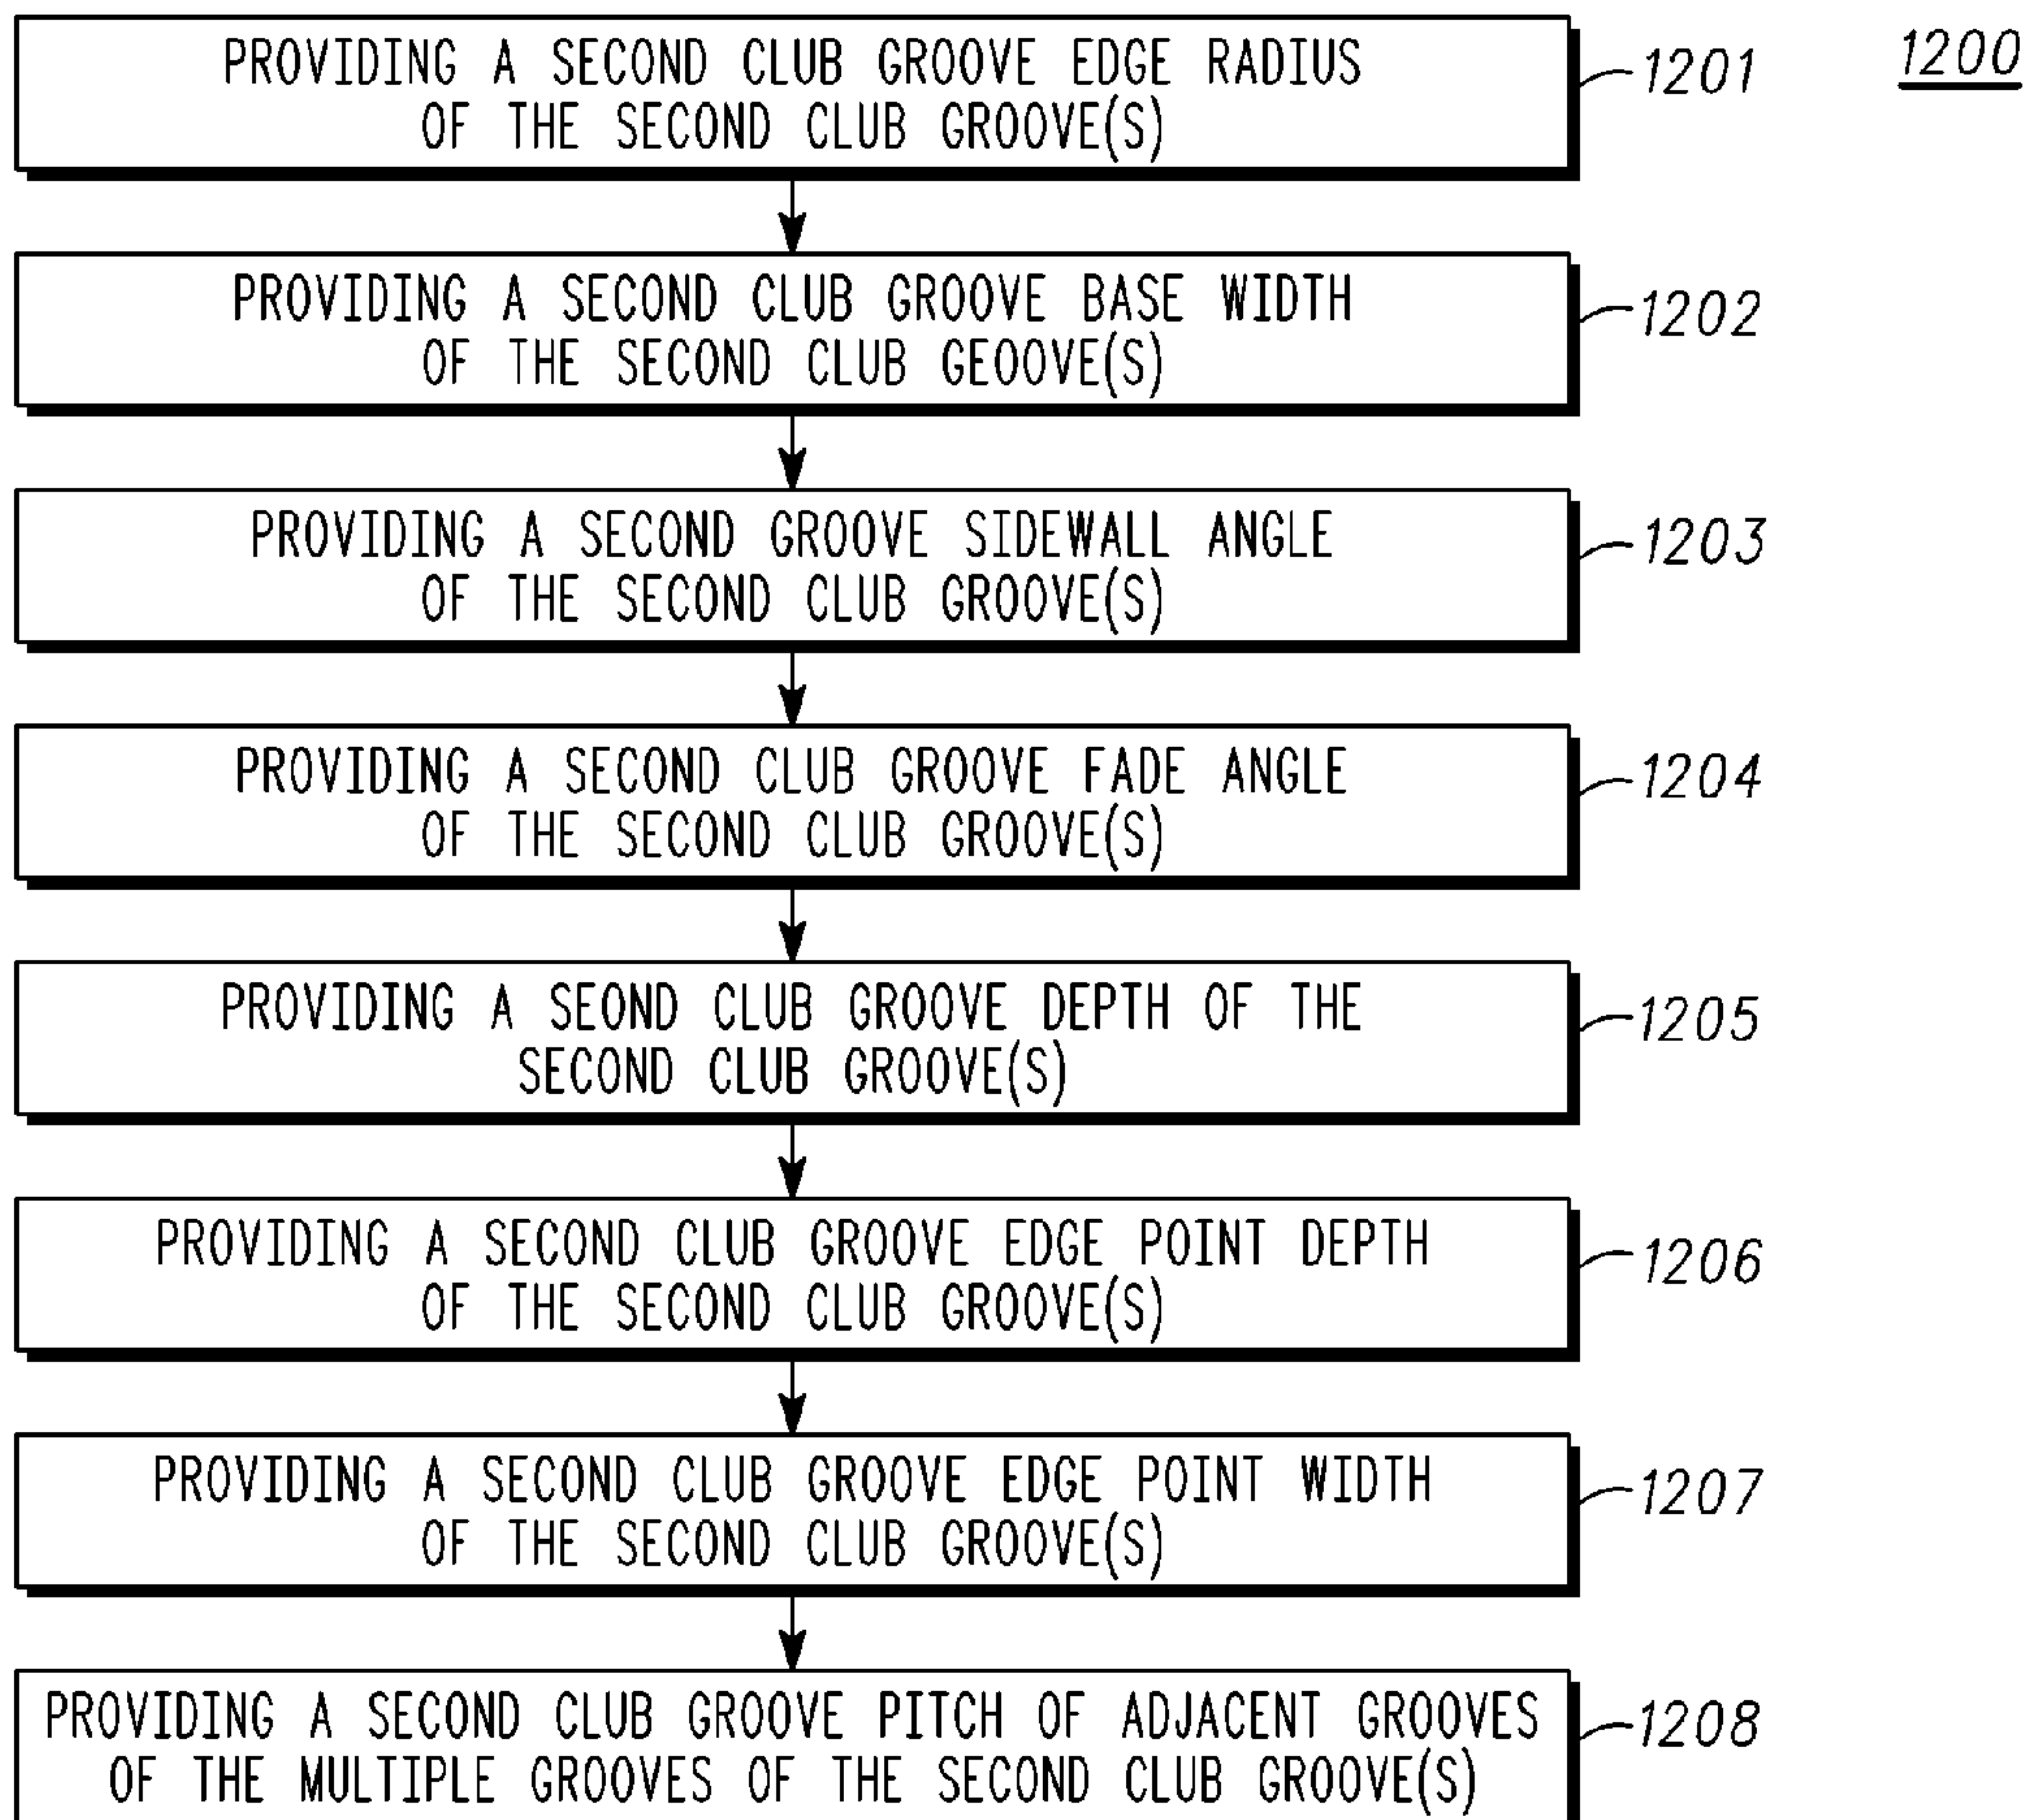 1200
PROVIDING A SECOND CLUB GROOVE EDGE RADIUS
OF THE SECOND CLUB GROOVE(S)
1201
PROVIDING A SECOND CLUB GROOVE BASE WIDTH
OF THE SECOND CLUB GEOOVE(S)
1202
PROVIDING A SECOND GROOVE SIDEWALL ANGLE
OF THE SECOND CLUB GROOVE(S)
1203
PROVIDING A SECOND CLUB GROOVE FADE ANGLE
OF THE SECOND CLUB GROOVE(S)
1204
PROVIDING A SEOND CLUB GROOVE DEPTH OF THE
SECOND CLUB GROOVE(S)
1205
PROVIDING A SECOND CLUB GROOVE EDGE POINT DEPTH
OF THE SECOND CLUB GROOVE(S)
1206
PROVIDING A SECOND CLUB GROOVE EDGE POINT WIDTH
OF THE SECOND CLUB GROOVE(S)
1207
PROVIDING A SECOND CLUB GROOVE PITCH OF ADJACENT GROOVES
OF THE MULTIPLE GROOVES OF THE SECOND CLUB GROOVE(S)
1208